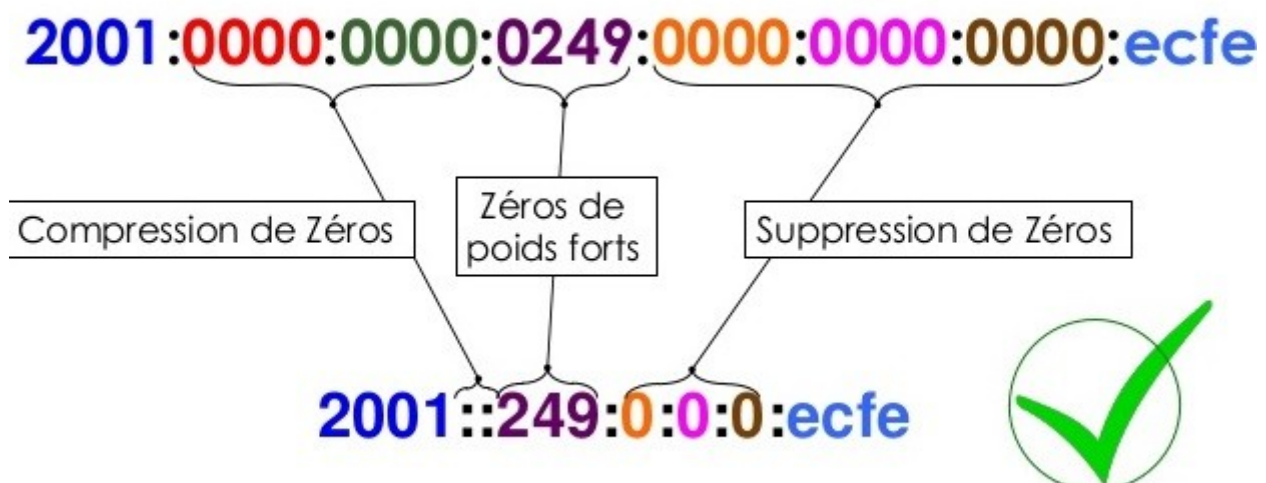 2001:0000:0000:0249:0000:0000:0000:ecfe
Compression de Zéros
Zéros de
poids forts
Suppression de Zéros
2001::249:0:0:0:ecfe